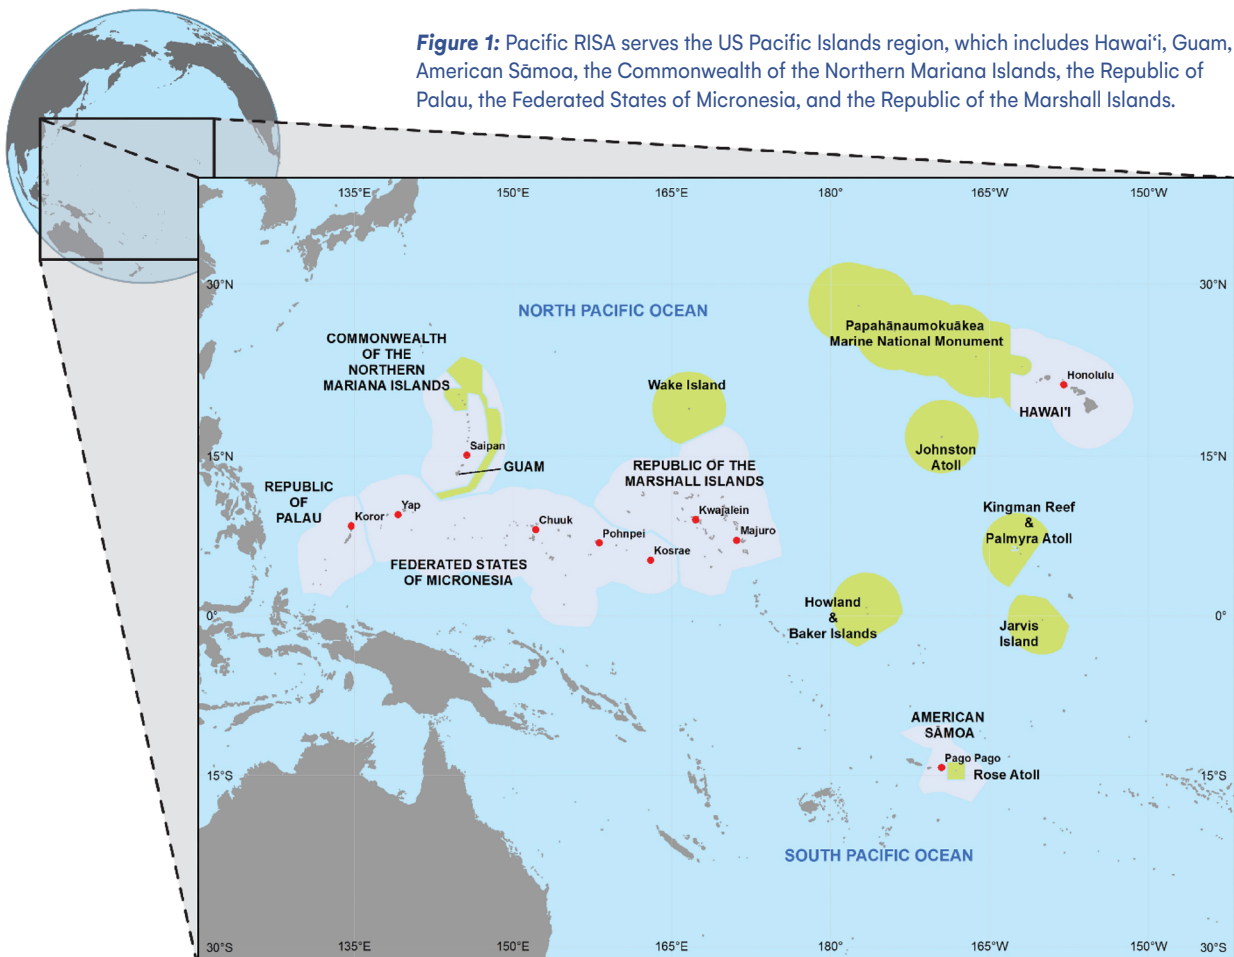 Figure 1: Pacific RISA serves the US Pacific Islands region, which includes Hawai‘i, Guam,
American Sāmoa, the Commonwealth of the Northern Mariana Islands, the Republic of
Palau, the Federated States of Micronesia, and the Republic of the Marshall Islands.
135°E
150°E
165°E
180°
165°W
150°W
30°N
30°N
NORTH PACIFIC OCEAN
COMMONWEALTH
OF THE
NORTHERN
MARIANA ISLANDS
Papahānaumokuākea
Marine National Monument
Wake Island
Honolulu
HAWAI'I
Saipan
GUAM
15°N
15°N
Johnston
Atoll
REPUBLIC OF THE
MARSHALL ISLANDS
REPUBLIC
OF
PALAU
Koror
Yap
Chuuk
Pohnpei
Kosrae
Kwajalein
Majuro
Kingman Reef
&
Palmyra Atoll
FEDERATED STATES
OF MICRONESIA
Howland
&
Baker Islands
Jarvis
Island
0°
0°
AMERICAN
SĀMOA
Pago Pago
Rose Atoll
15°S
15°S
SOUTH PACIFIC OCEAN
30°S
135°E
150°E
165°E
180°
165°W
150°W
30°S